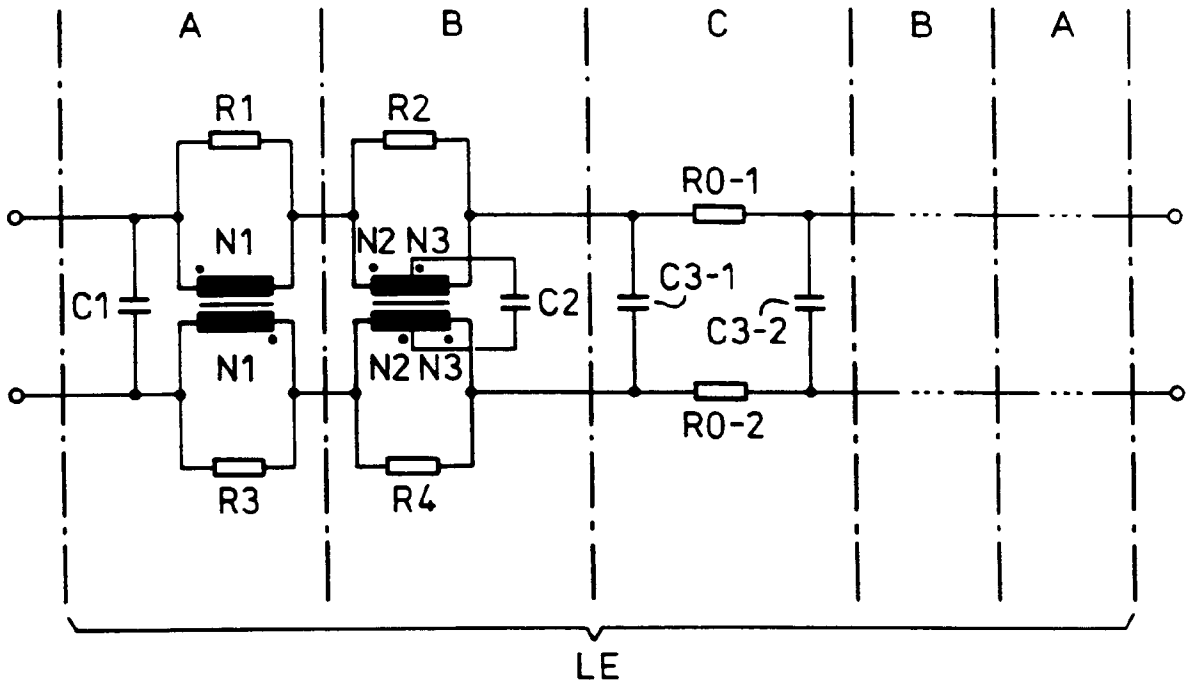 A B C B A
R1 R2
R0-1
N1 N2 N3
C1 C2 C3-1
C3-2
N1 N2 N3
R0-2
R3 R4
LE